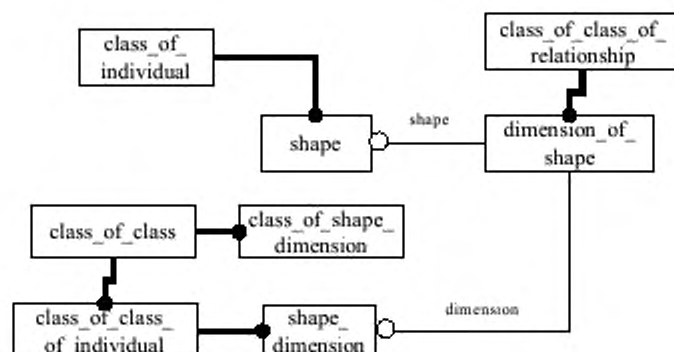 class_of_
individual
class_of_class_of_
relationship
shape
shape
dimension_of_
shape
class_of_class
class_of_shape_
dimension
class_of_class_
of_individual
shape_
dimension
dimension